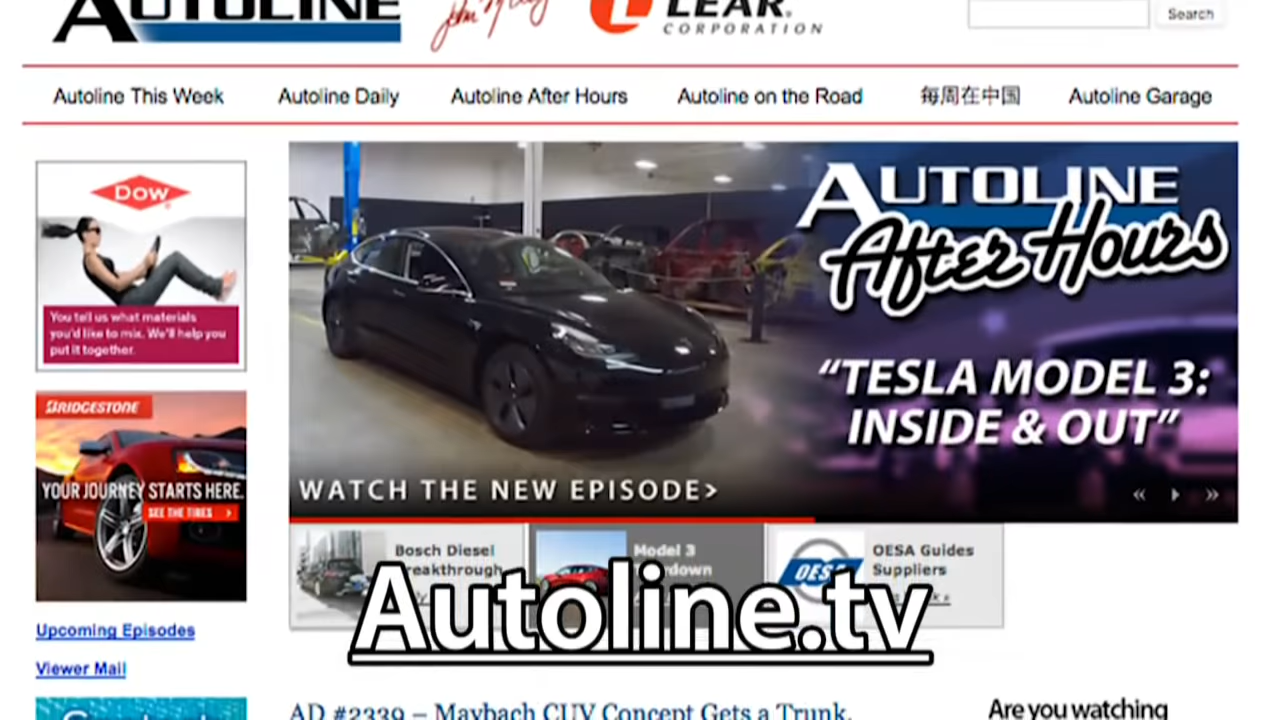 AUTOLINE
LEAR®
CORPORATION
Search
Autoline This Week
Autoline Daily
Autoline After Hours
Autoline on the Road
每周在中国
Autoline Garage
DOW
You tell us what materials
you'd like to mix. We'll help you
put it together.
BRIDGESTONE
YOUR JOURNEY STARTS HERE.
SEE THE TIRES >
Upcoming Episodes
Viewer Mail
AUTOLINE
After Hours
“TESLA MODEL 3:
INSIDE & OUT”
WATCH THE NEW EPISODE>
Bosch Diesel
Model 3
OESA
OESA Guides
Suppliers
Autoline.tv
AD #2339 – Maybach CUV Concept Gets a Trunk,
Are you watching